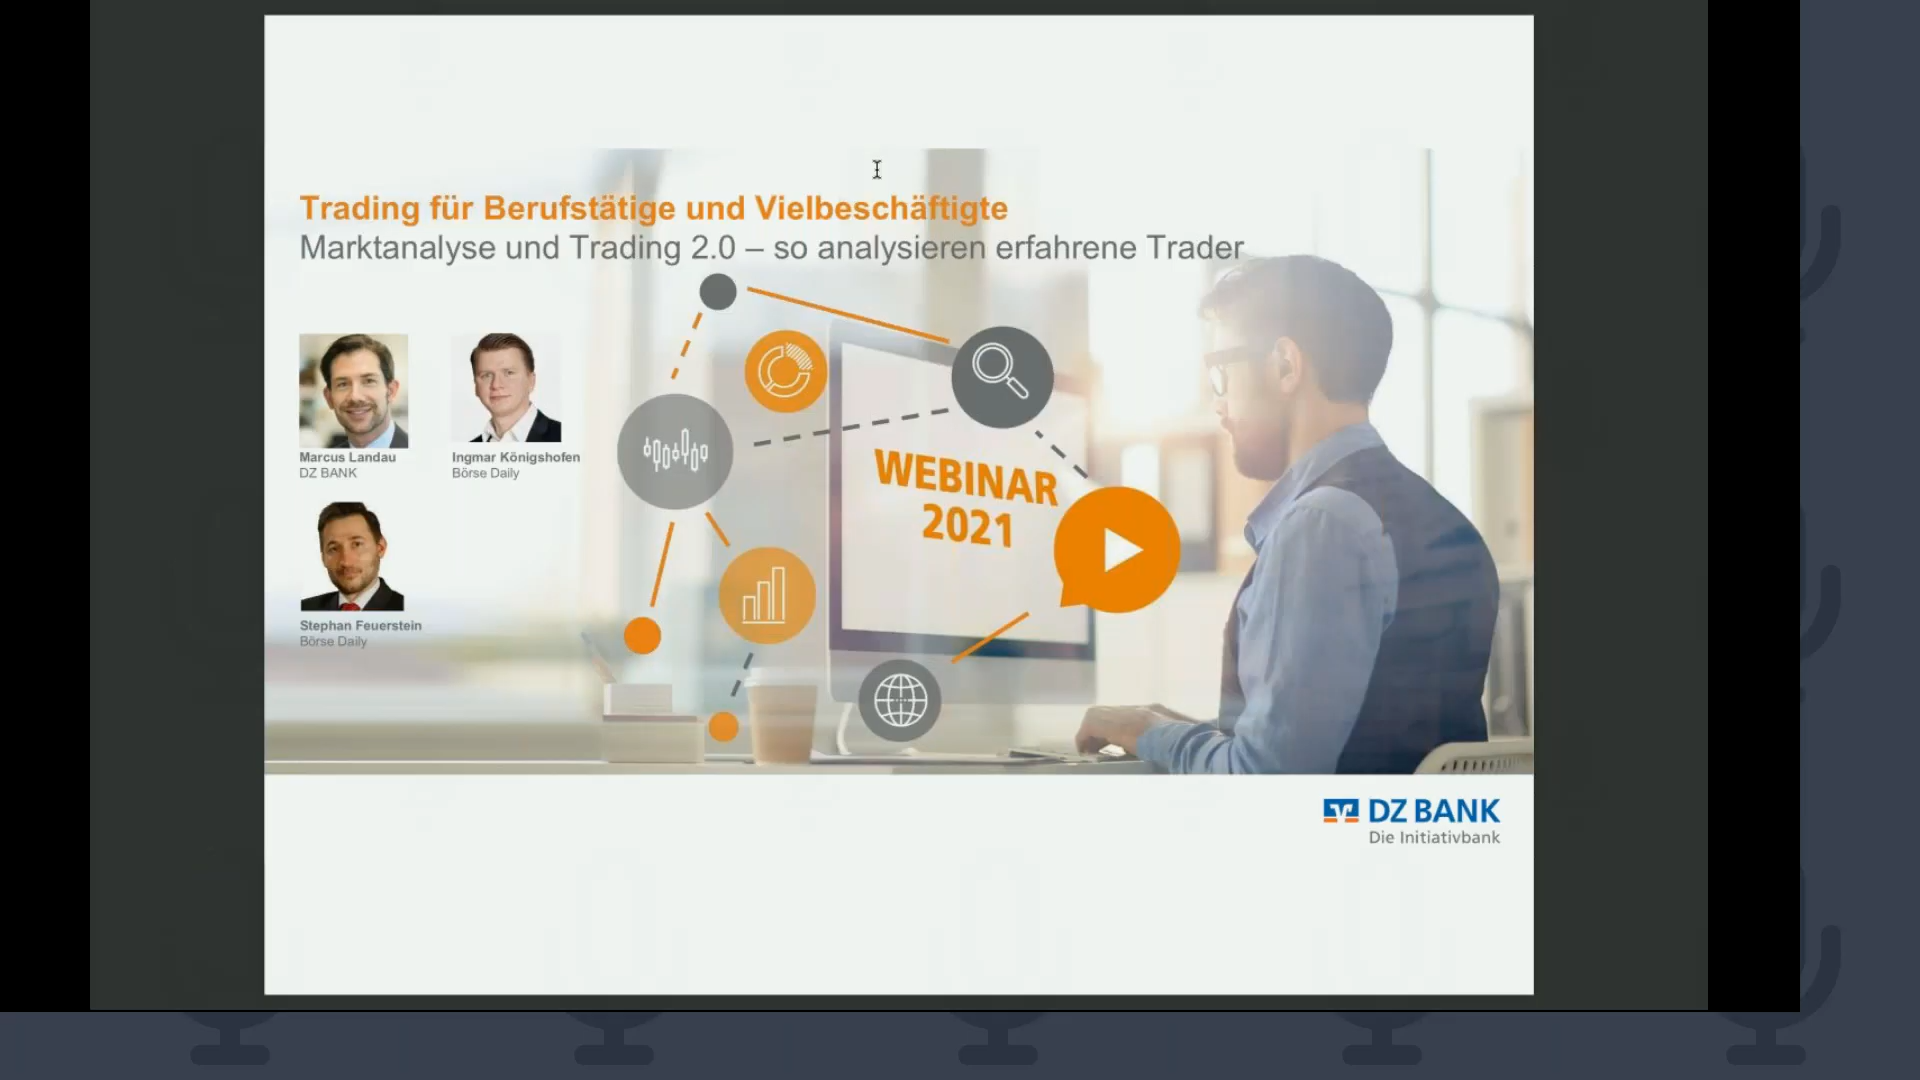 Trading für Berufstätige und Vielbeschäftigte
Marktanalyse und Trading 2.0 – so analysieren erfahrene Trader
Marcus Landau
DZ BANK
Ingmar Königshofen
Börse Daily
Stephan Feuerstein
Börse Daily
WEBINAR
2021
DZ BANK
Die Initiativbank